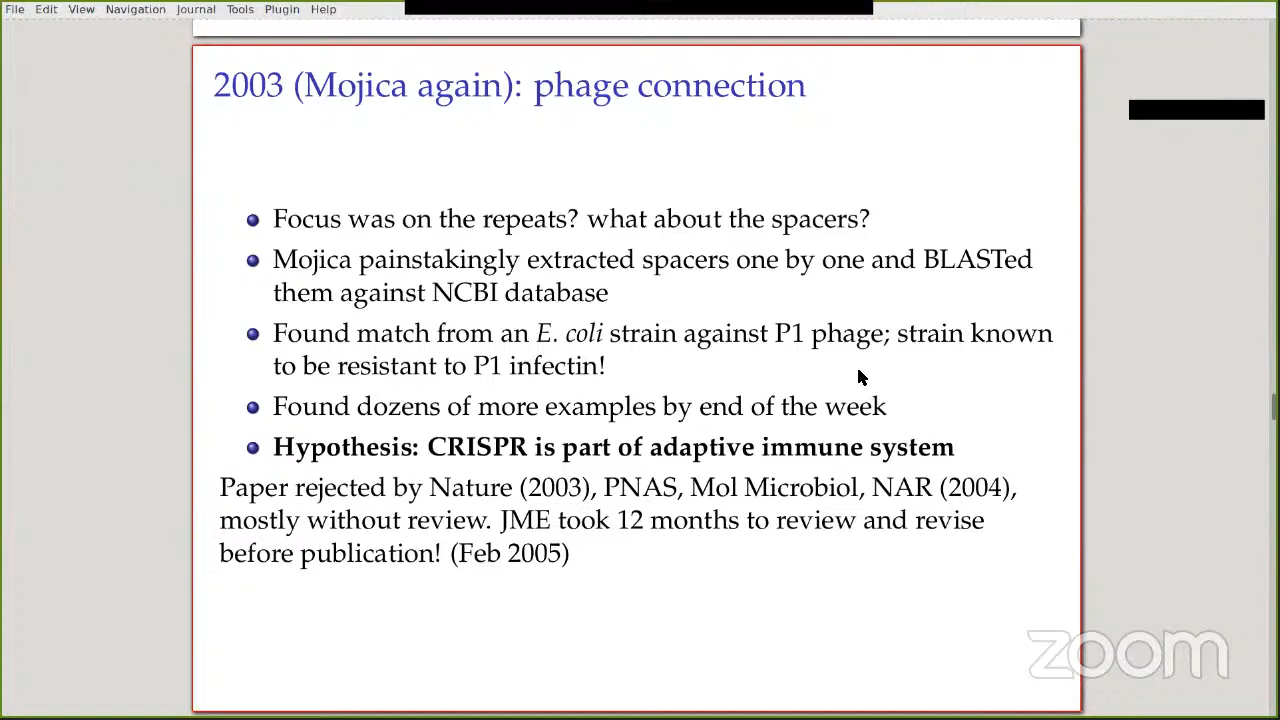 File Edit View Navigation Journal Tools Plugin Help
2003 (Mojica again): phage connection
Focus was on the repeats? what about the spacers?
Mojica painstakingly extracted spacers one by one and BLASTed
them against NCBI database
Found match from an E. coli strain against P1 phage; strain known
to be resistant to P1 infectin!
Found dozens of more examples by end of the week
Hypothesis: CRISPR is part of adaptive immune system
Paper rejected by Nature (2003), PNAS, Mol Microbiol, NAR (2004),
mostly without review. JME took 12 months to review and revise
before publication! (Feb 2005)
zoom